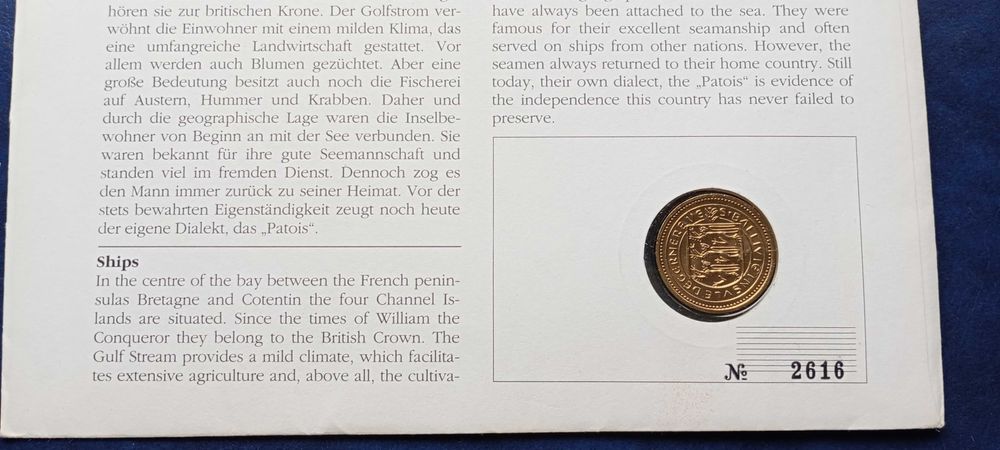 hören sie zur britischen Krone. Der Golfstrom ver-
wöhnt die Einwohner mit einem milden Klima, das
eine umfangreiche Landwirtschaft gestattet. Vor
allem werden auch Blumen gezüchtet. Aber eine
große Bedeutung besitzt auch noch die Fischerei
auf Austern, Hummer und Krabben. Daher und
durch die geographische Lage waren die Inselbe-
wohner von Beginn an mit der See verbunden. Sie
waren bekannt für ihre gute Seemannschaft und
standen viel im fremden Dienst. Dennoch zog es
den Mann immer zurück zu seiner Heimat. Vor der
stets bewahrten Eigenständigkeit zeugt noch heute
der eigene Dialekt, das „Patois“.
Ships
In the centre of the bay between the French penin-
sulas Bretagne and Cotentin the four Channel Is-
lands are situated. Since the times of William the
Conqueror they belong to the British Crown. The
Gulf Stream provides a mild climate, which facilita-
tes extensive agriculture and, above all, the cultiva-
have always been attached to the sea. They were
famous for their excellent seamanship and often
served on ships from other nations. However, the
seamen always returned to their home country. Still
today, their own dialect, the „Patois“ is evidence of
the independence this country has never failed to
preserve.
S•BALLIVIE INSVLE DEGERNEREVE
№ 2616